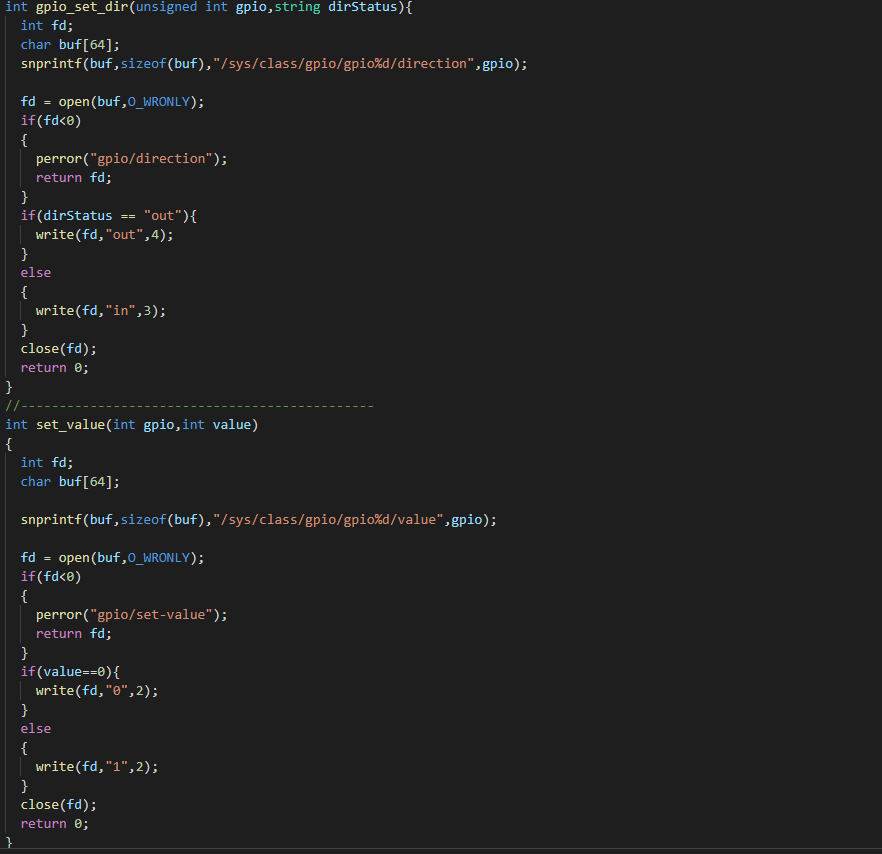 int gpio_set_dir(unsigned int gpio,string dirStatus){
  int fd;
  char buf[64];
  snprintf(buf,sizeof(buf),"/sys/class/gpio/gpio%d/direction",gpio);

  fd = open(buf,O_WRONLY);
  if(fd<0)
  {
    perror("gpio/direction");
    return fd;
  }
  if(dirStatus == "out"){
    write(fd,"out",4);
  }
  else
  {
    write(fd,"in",3);
  }
  close(fd);
  return 0;
}
//----------------------------------------------
int set_value(int gpio,int value)
{
  int fd;
  char buf[64];

  snprintf(buf,sizeof(buf),"/sys/class/gpio/gpio%d/value",gpio);

  fd = open(buf,O_WRONLY);
  if(fd<0)
  {
    perror("gpio/set-value");
    return fd;
  }
  if(value==0){
    write(fd,"0",2);
  }
  else
  {
    write(fd,"1",2);
  }
  close(fd);
  return 0;
}